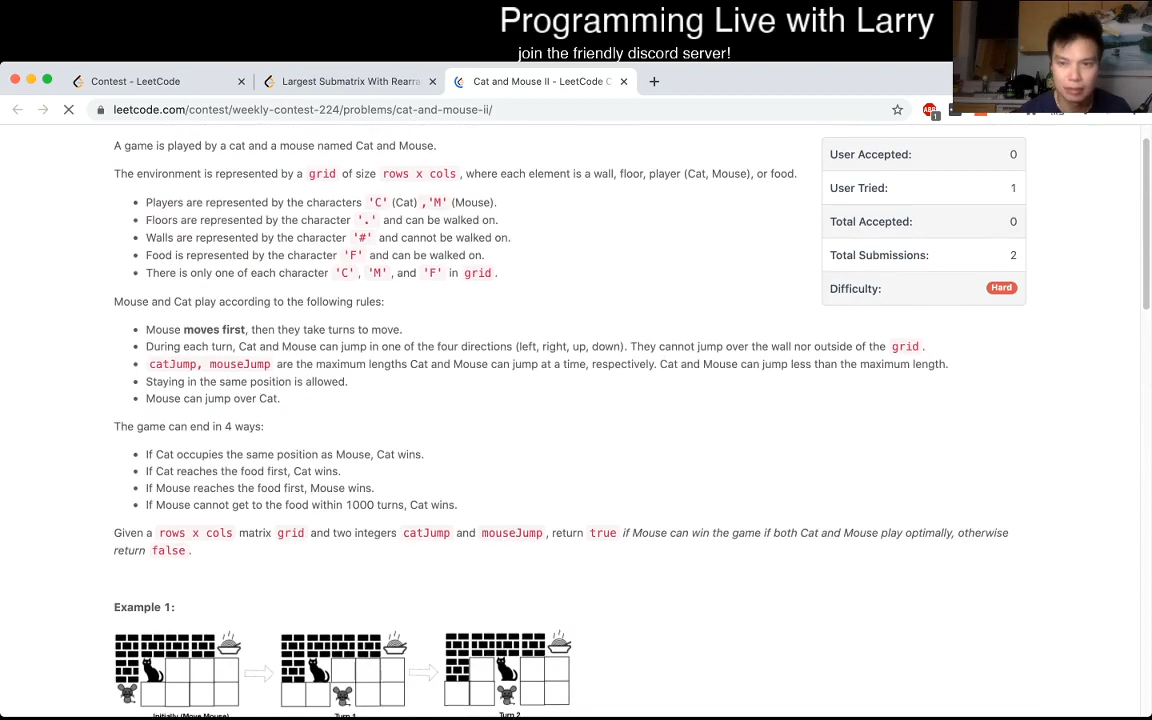 Programming Live with Larry
join the friendly discord server!
Contest - LeetCode
Largest Submatrix With Rearra
Cat and Mouse II - LeetCode C
leetcode.com/contest/weekly-contest-224/problems/cat-and-mouse-ii/
A game is played by a cat and a mouse named Cat and Mouse.
The environment is represented by a grid of size rows x cols, where each element is a wall, floor, player (Cat, Mouse), or food.
Players are represented by the characters 'C' (Cat) ,'M' (Mouse).
Floors are represented by the character '.' and can be walked on.
Walls are represented by the character '#' and cannot be walked on.
Food is represented by the character 'F' and can be walked on.
There is only one of each character 'C', 'M', and 'F' in grid.
Mouse and Cat play according to the following rules:
Mouse moves first, then they take turns to move.
During each turn, Cat and Mouse can jump in one of the four directions (left, right, up, down). They cannot jump over the wall nor outside of the grid.
catJump, mouseJump are the maximum lengths Cat and Mouse can jump at a time, respectively. Cat and Mouse can jump less than the maximum length.
Staying in the same position is allowed.
Mouse can jump over Cat.
The game can end in 4 ways:
If Cat occupies the same position as Mouse, Cat wins.
If Cat reaches the food first, Cat wins.
If Mouse reaches the food first, Mouse wins.
If Mouse cannot get to the food within 1000 turns, Cat wins.
Given a rows x cols matrix grid and two integers catJump and mouseJump, return true if Mouse can win the game if both Cat and Mouse play optimally, otherwise
return false.
Example 1:
Initially (Move Mouse)
Turn 1
Turn 2
User Accepted: 0
User Tried: 1
Total Accepted: 0
Total Submissions: 2
Difficulty: Hard